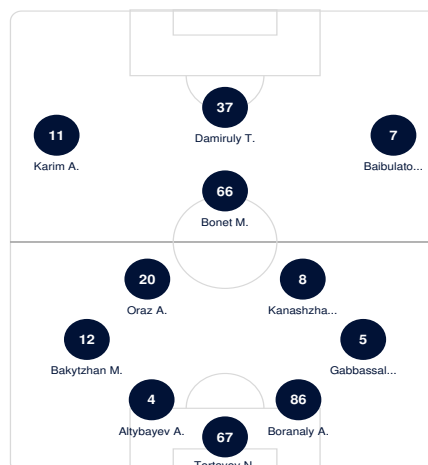 37
Damiruly T.
11
Karim A.
7
Baibulato...
66
Bonet M.
20
Oraz A.
8
Kanashzha...
12
Bakytzhan M.
5
Gabbassal...
4
Altybayev A.
86
Boranaly A.
67